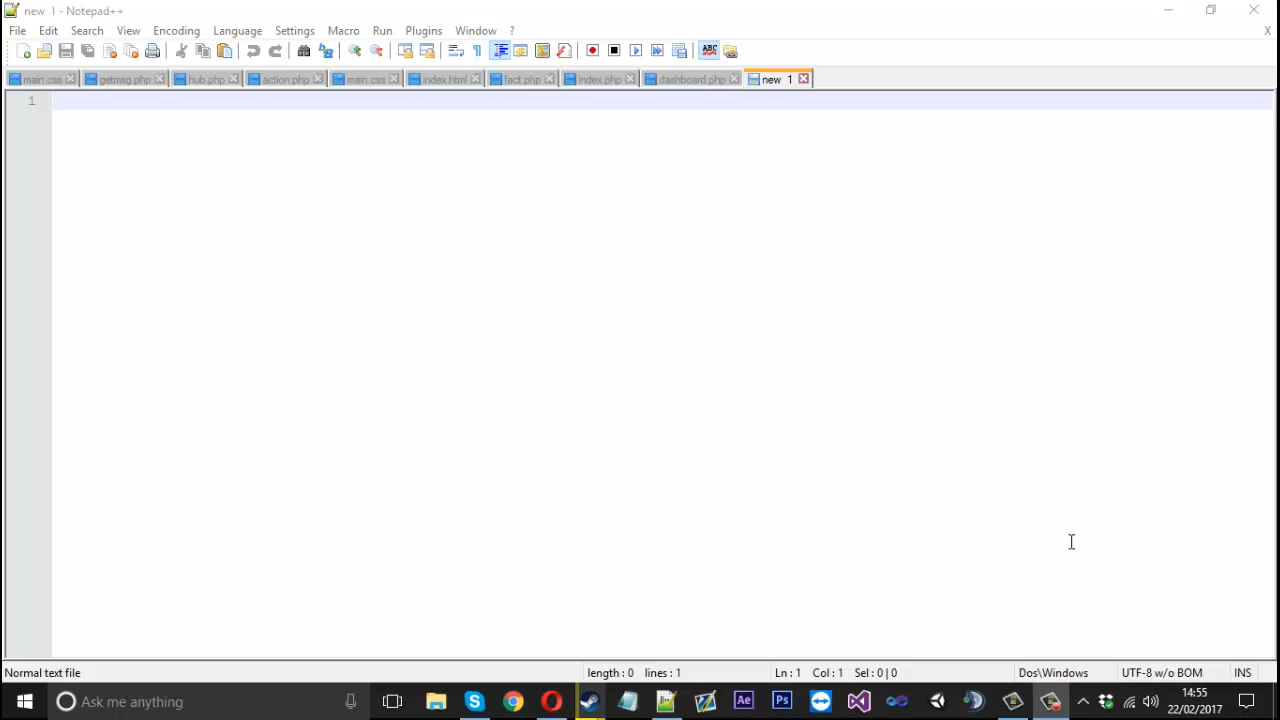 new 1 - Notepad++
File Edit Search View Encoding Language Settings Macro Run Plugins Window ? X
ABC
main.css getmsg.php hub.php action.php main.css index.html fact.php index.php dashboard.php new 1
1
Normal text file length : 0 lines : 1 Ln : 1 Col : 1 Sel : 0 | 0 Dos\Windows UTF-8 w/o BOM INS
Ask me anything Ae Ps 14:55
22/02/2017